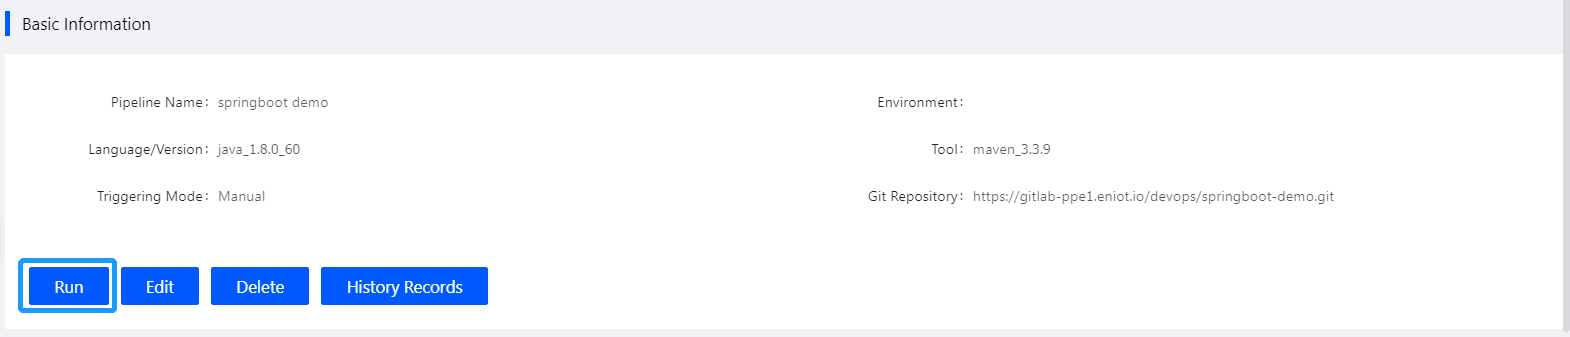 Basic Information
Pipeline Name: springboot demo
Environment:
Language/Version: java_1.8.0_60
Tool: maven_3.3.9
Triggering Mode: Manual
Git Repository: https://gitlab-ppe1.eniot.io/devops/springboot-demo.git
Run Edit Delete History Records